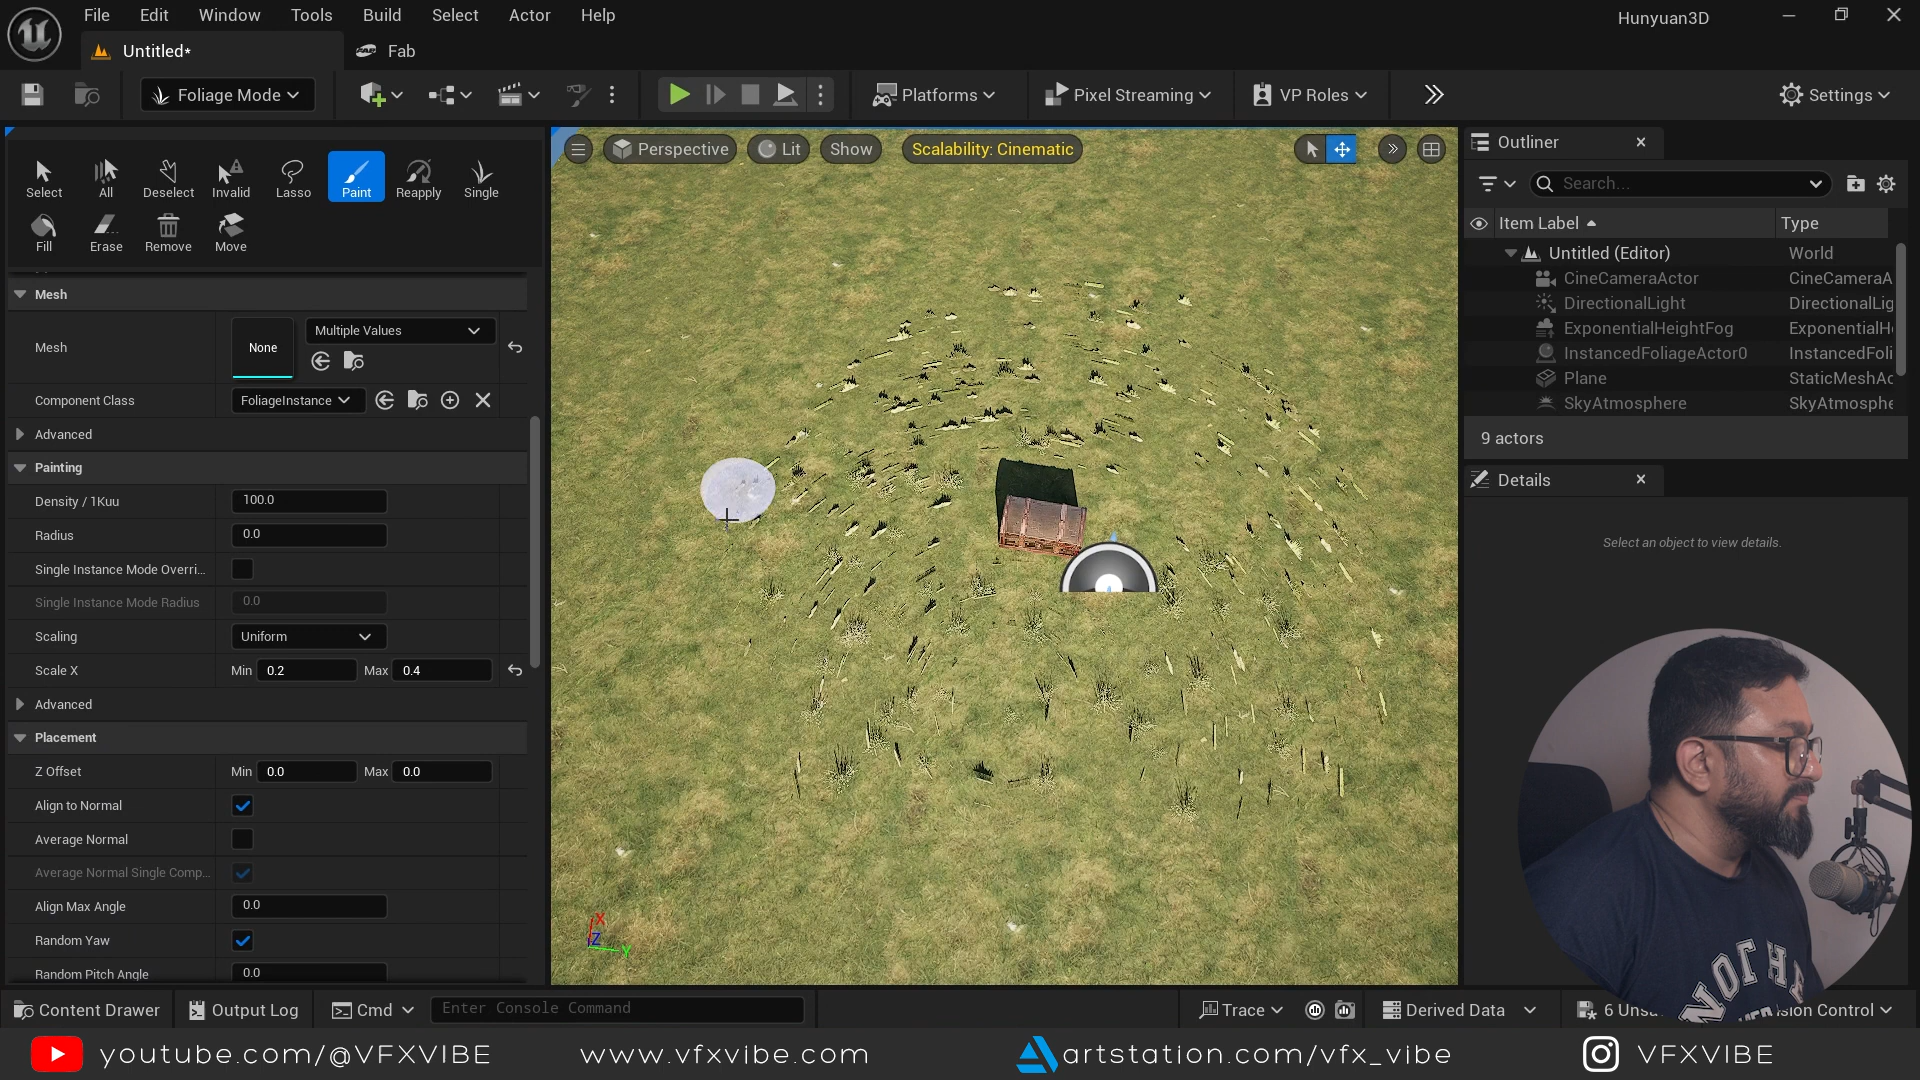 File Edit Window Tools Build Select Actor Help
Hunyuan3D
Untitled*
Fab
Foliage Mode
Platforms
Pixel Streaming
VP Roles
Settings
Select All Deselect Invalid Lasso Paint Reapply Single
Fill Erase Remove Move
Mesh
Mesh
None
Multiple Values
Component Class
FoliageInstance
Advanced
Painting
Density / 1Kuu 100.0
Radius 0.0
Single Instance Mode Overri...
Single Instance Mode Radius 0.0
Scaling Uniform
Scale X Min 0.2 Max 0.4
Advanced
Placement
Z Offset Min 0.0 Max 0.0
Align to Normal
Average Normal
Average Normal Single Comp...
Align Max Angle 0.0
Random Yaw
Random Pitch Angle 0.0
Perspective Lit Show Scalability: Cinematic
X
Z
Y
Outliner
Search...
Item Label Type
Untitled (Editor) World
CineCameraActor CineCameraA
DirectionalLight DirectionalLig
ExponentialHeightFog ExponentialH
InstancedFoliageActor0 InstancedFoli
Plane StaticMeshAc
SkyAtmosphere SkyAtmosphe
9 actors
Details
Select an object to view details.
Content Drawer Output Log Cmd Enter Console Command Trace Derived Data 6 Unsa sion Control
youtube.com/@VFXVIBE www.vfxvibe.com artstation.com/vfx_vibe VFXVIBE